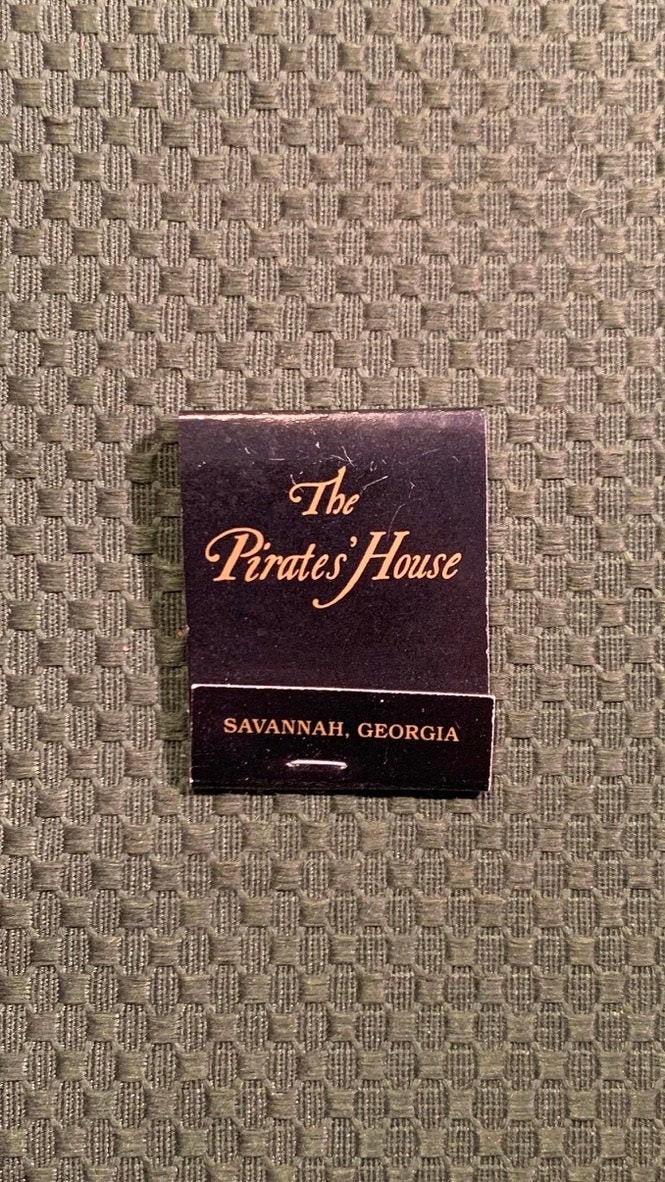 The
Pirates' House
SAVANNAH, GEORGIA